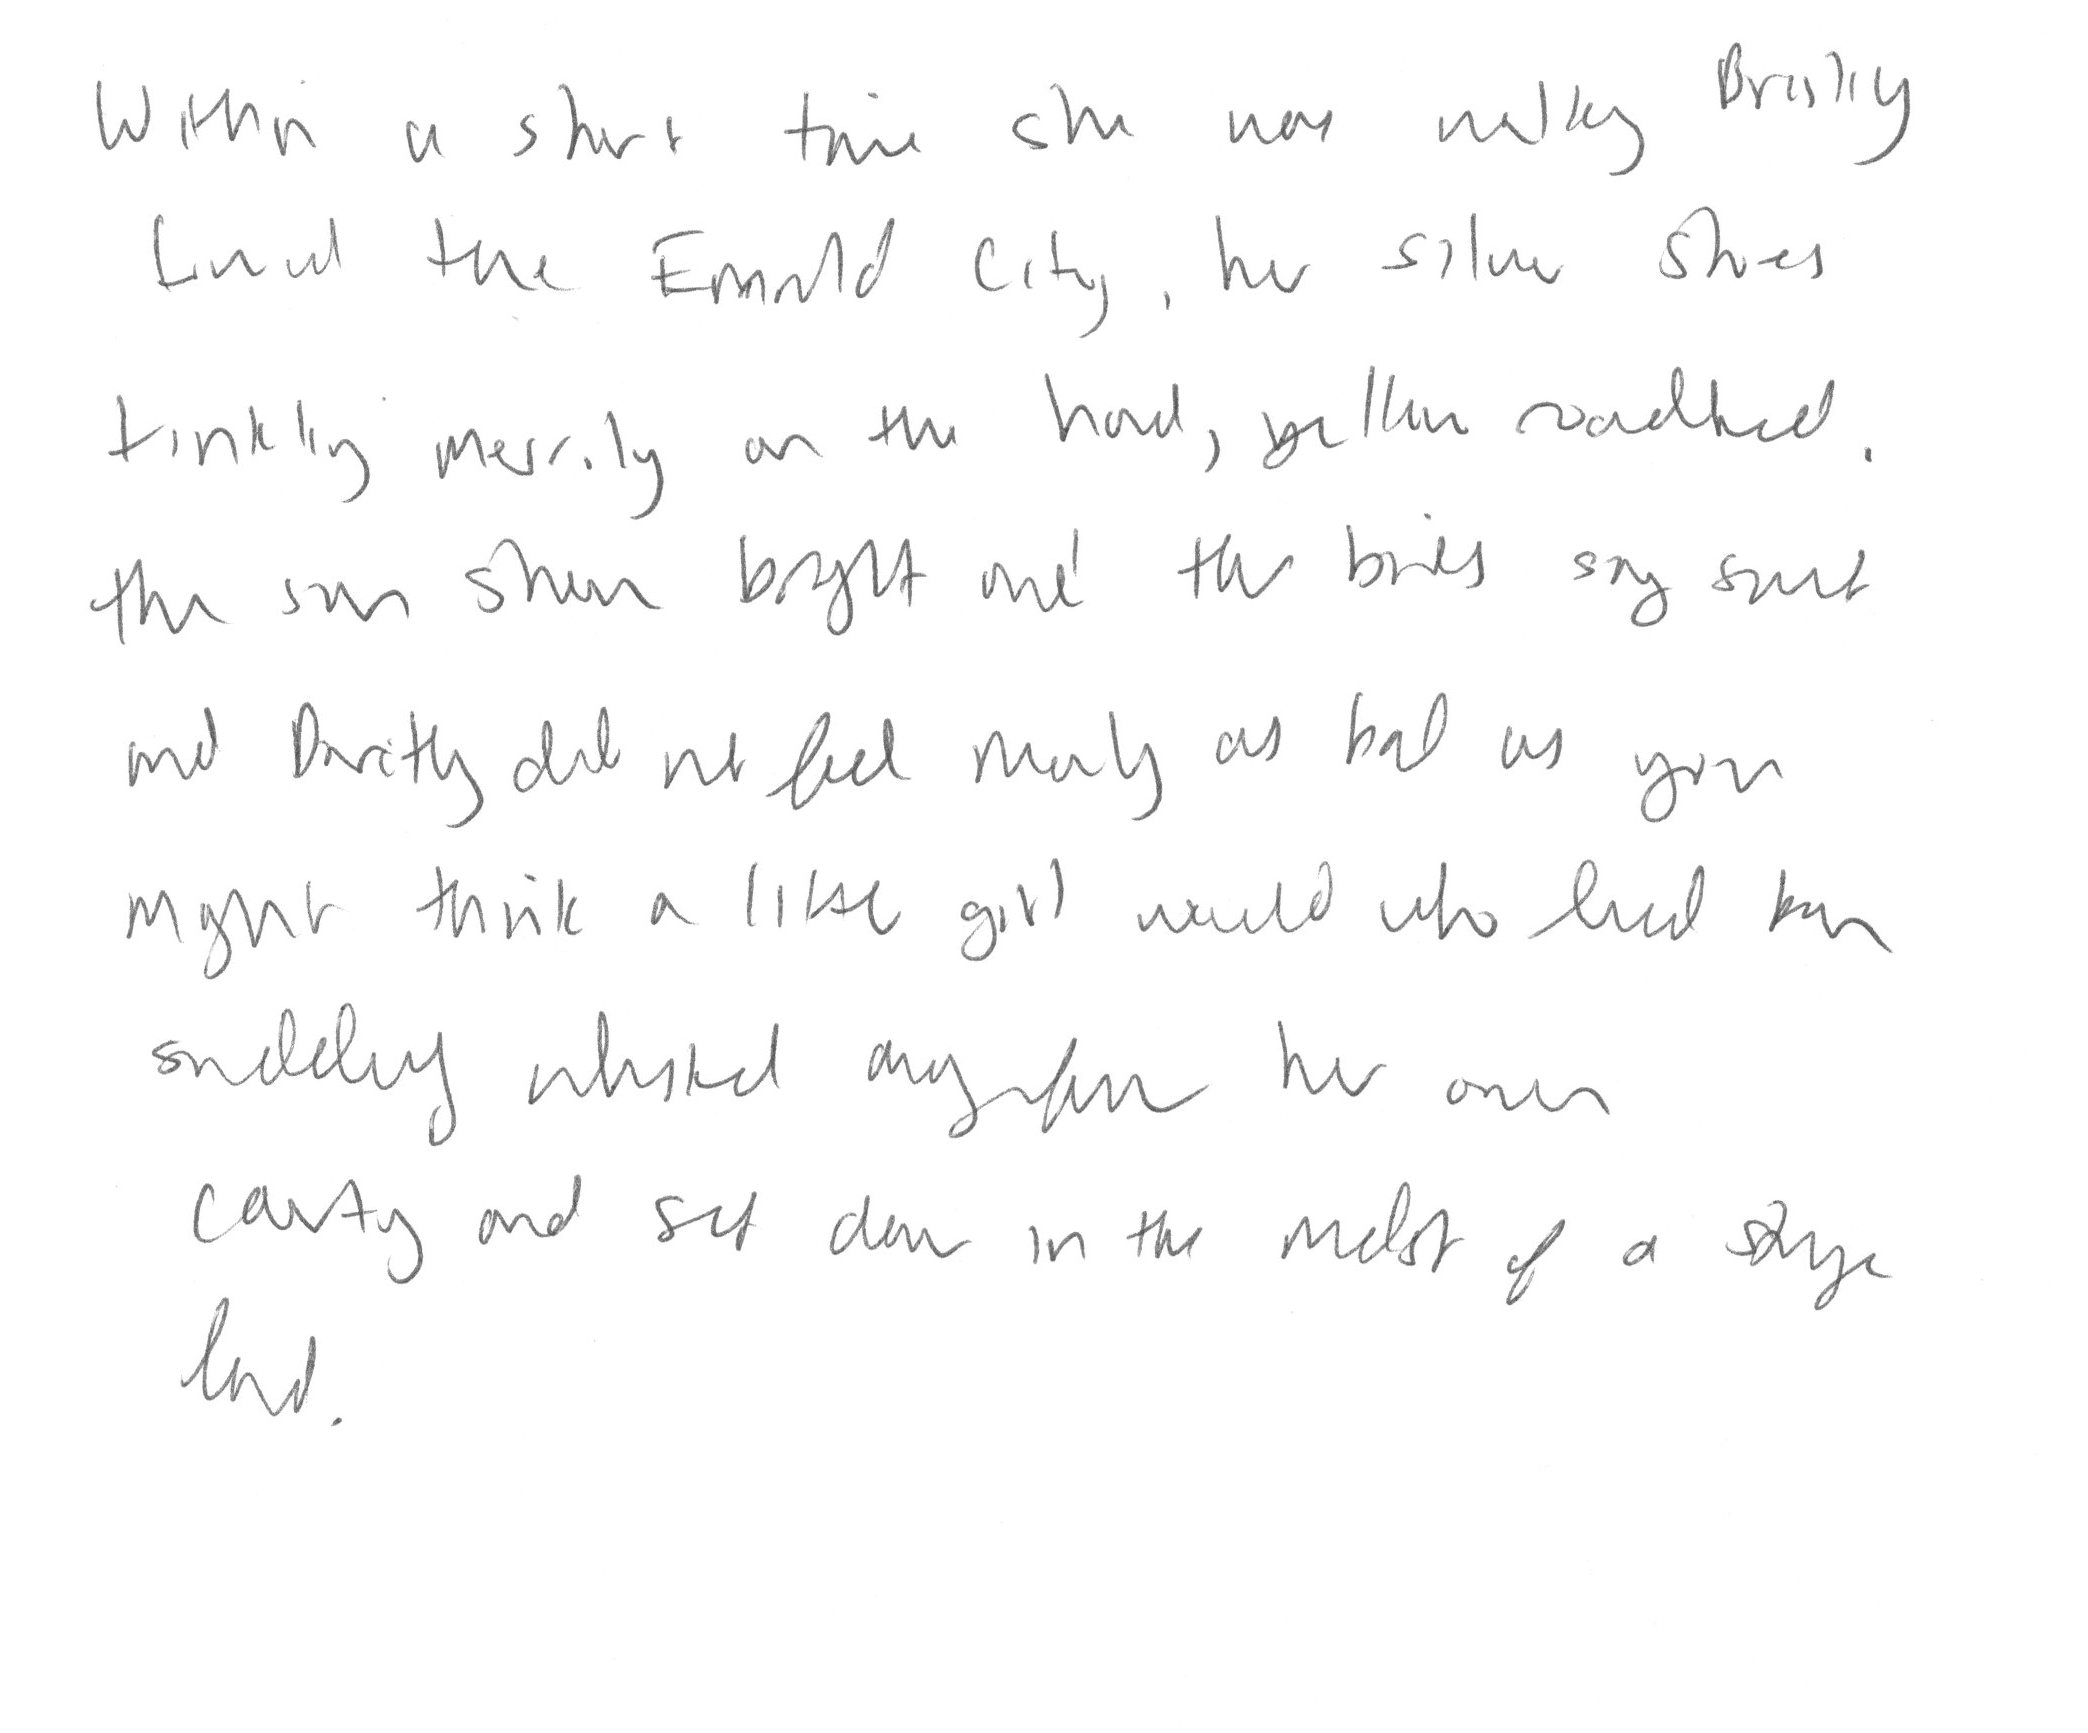 Within a short time she was walking Briskly
toward the Emerald City, her silver shoes
tinkling merrily on the hard, yellow roadbed.
the sun shone bright and the birds sang sweet
and Dorothy did not feel nearly as bad as you
might think a little girl would who had been
suddenly whisked away from her own
country and set down in the midst of a strange
land.